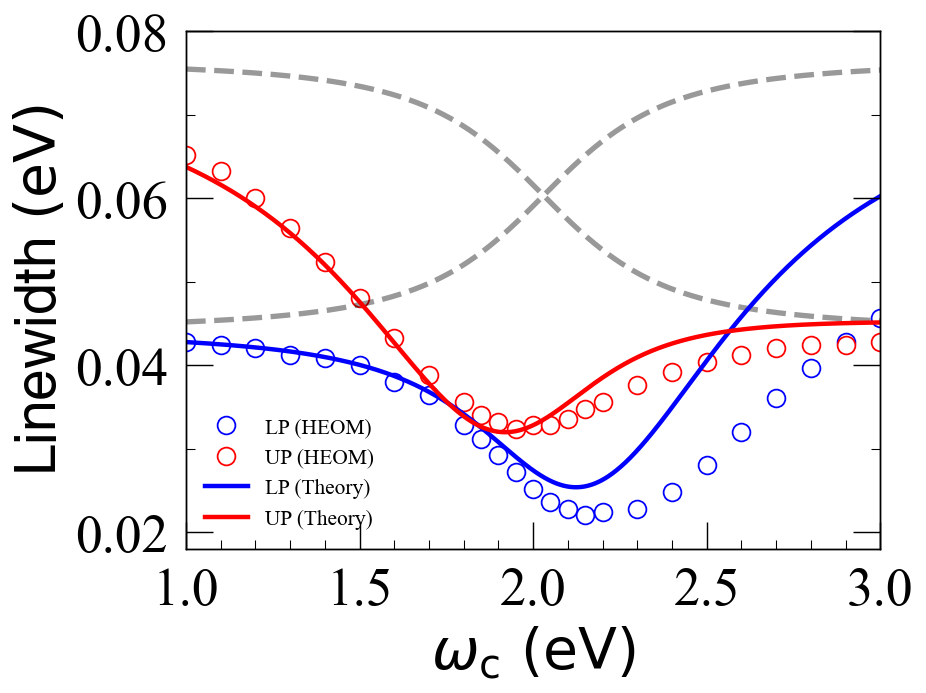 0.08
0.06
0.04
0.02
Linewidth (eV)
LP (HEOM)
UP (HEOM)
LP (Theory)
UP (Theory)
1.0 1.5 2.0 2.5 3.0
ω_c (eV)